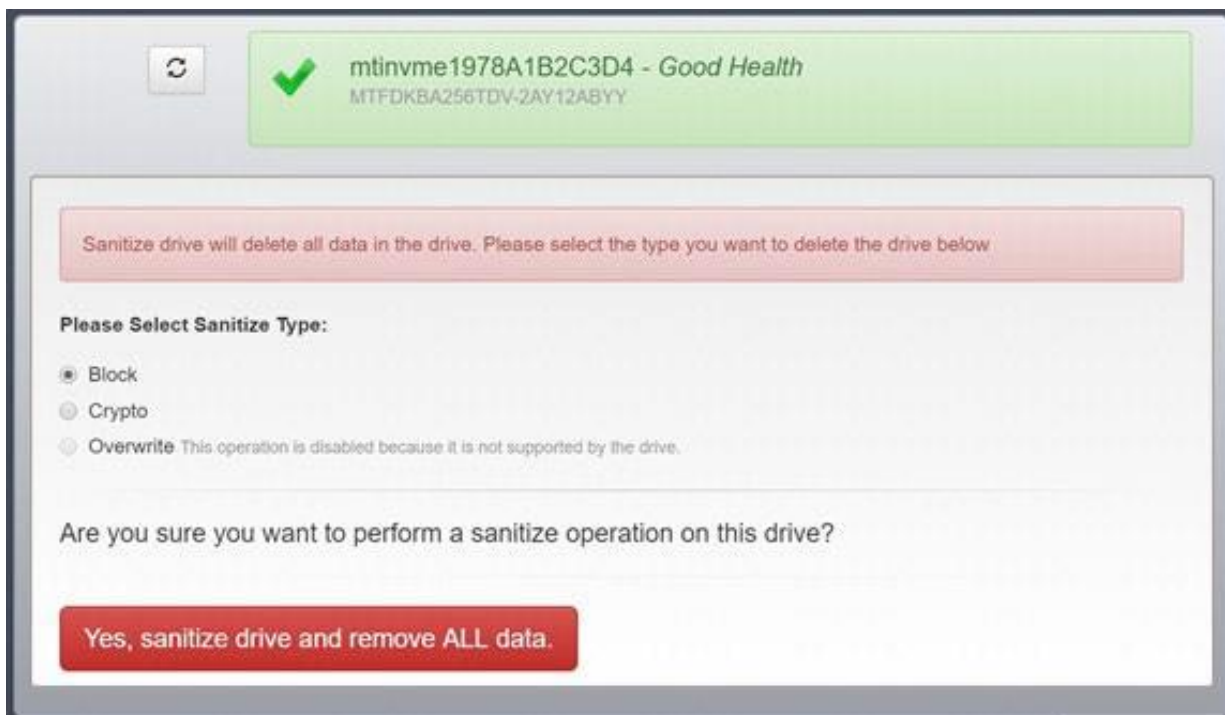 mtinvme1978A1B2C3D4 - Good Health
MTFDKBA256TDV-2AY12ABYY
Sanitize drive will delete all data in the drive. Please select the type you want to delete the drive below
Please Select Sanitize Type:
Block
Crypto
Overwrite This operation is disabled because it is not supported by the drive.
Are you sure you want to perform a sanitize operation on this drive?
Yes, sanitize drive and remove ALL data.